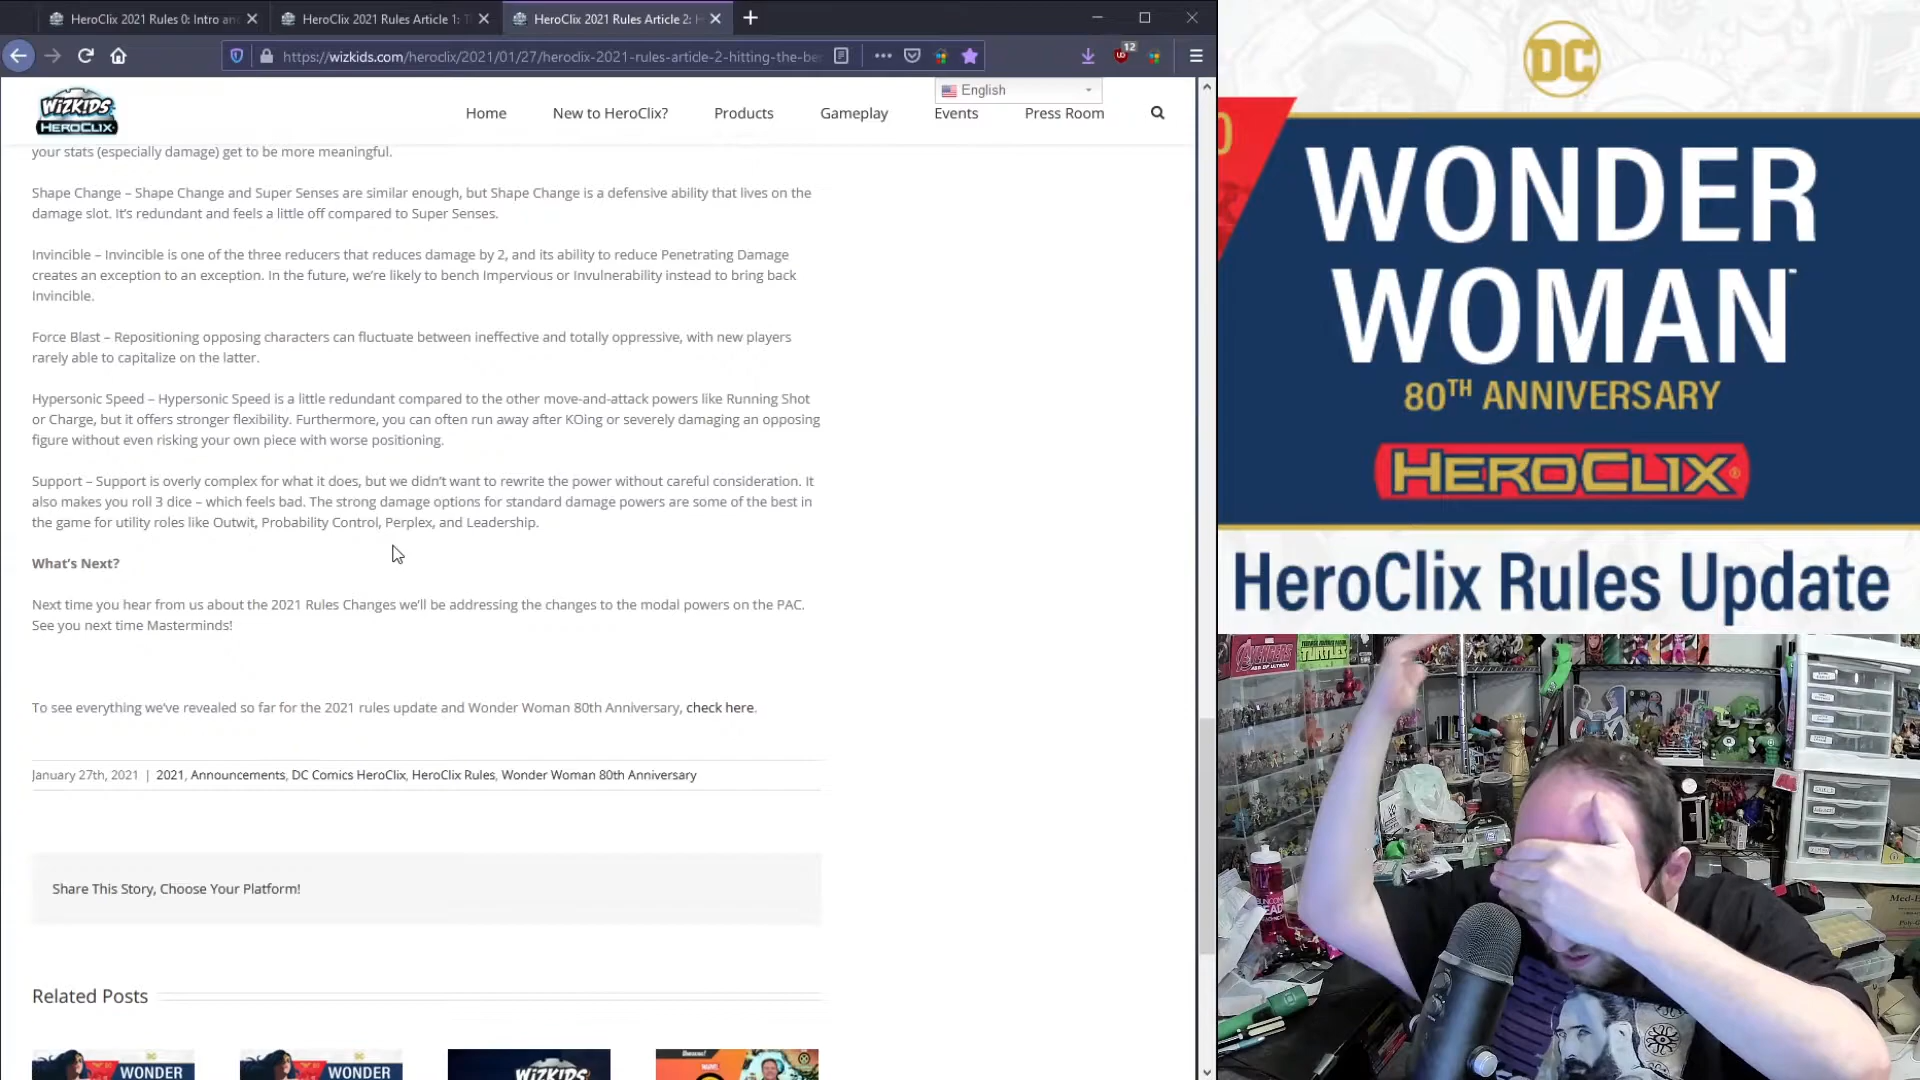 HeroClix 2021 Rules 0: Intro an
HeroClix 2021 Rules Article 1: T
HeroClix 2021 Rules Article 2: H
https://wizkids.com/heroclix/2021/01/27/heroclix-2021-rules-article-2-hitting-the-be
12
WIZKIDS
HEROCLIX
English
Home
New to HeroClix?
Products
Gameplay
Events
Press Room
your stats (especially damage) get to be more meaningful.
Shape Change – Shape Change and Super Senses are similar enough, but Shape Change is a defensive ability that lives on the
damage slot. It’s redundant and feels a little off compared to Super Senses.
Invincible – Invincible is one of the three reducers that reduces damage by 2, and its ability to reduce Penetrating Damage
creates an exception to an exception. In the future, we’re likely to bench Impervious or Invulnerability instead to bring back
Invincible.
Force Blast – Repositioning opposing characters can fluctuate between ineffective and totally oppressive, with new players
rarely able to capitalize on the latter.
Hypersonic Speed – Hypersonic Speed is a little redundant compared to the other move-and-attack powers like Running Shot
or Charge, but it offers stronger flexibility. Furthermore, you can often run away after KOing or severely damaging an opposing
figure without even risking your own piece with worse positioning.
Support – Support is overly complex for what it does, but we didn’t want to rewrite the power without careful consideration. It
also makes you roll 3 dice – which feels bad. The strong damage options for standard damage powers are some of the best in
the game for utility roles like Outwit, Probability Control, Perplex, and Leadership.
What’s Next?
Next time you hear from us about the 2021 Rules Changes we’ll be addressing the changes to the modal powers on the PAC.
See you next time Masterminds!
To see everything we’ve revealed so far for the 2021 rules update and Wonder Woman 80th Anniversary, check here.
January 27th, 2021 | 2021, Announcements, DC Comics HeroClix, HeroClix Rules, Wonder Woman 80th Anniversary
Share This Story, Choose Your Platform!
Related Posts
WONDER
WONDER
WIZKIDS
DC
WONDER
WOMAN
80TH ANNIVERSARY
HEROCLIX
HeroClix Rules Update
AVENGERS
TURTLES